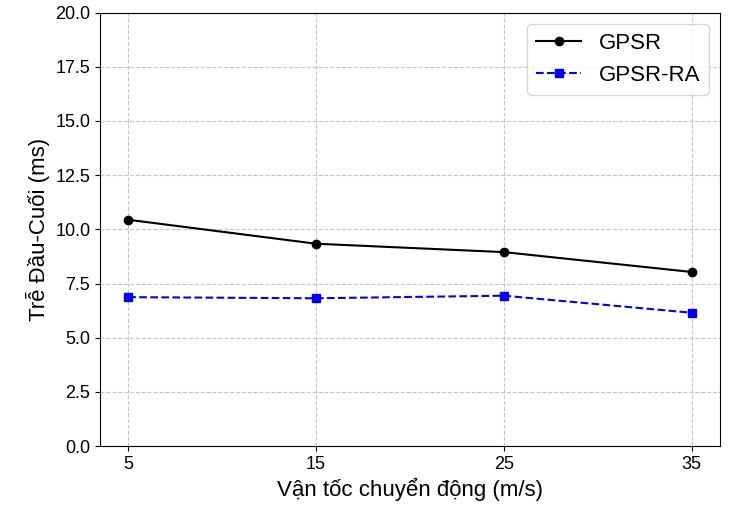 GPSR
GPSR-RA
Trễ Đầu-Cuối (ms)
20.0
17.5
15.0
12.5
10.0
7.5
5.0
2.5
0.0
5 15 25 35
Vận tốc chuyển động (m/s)